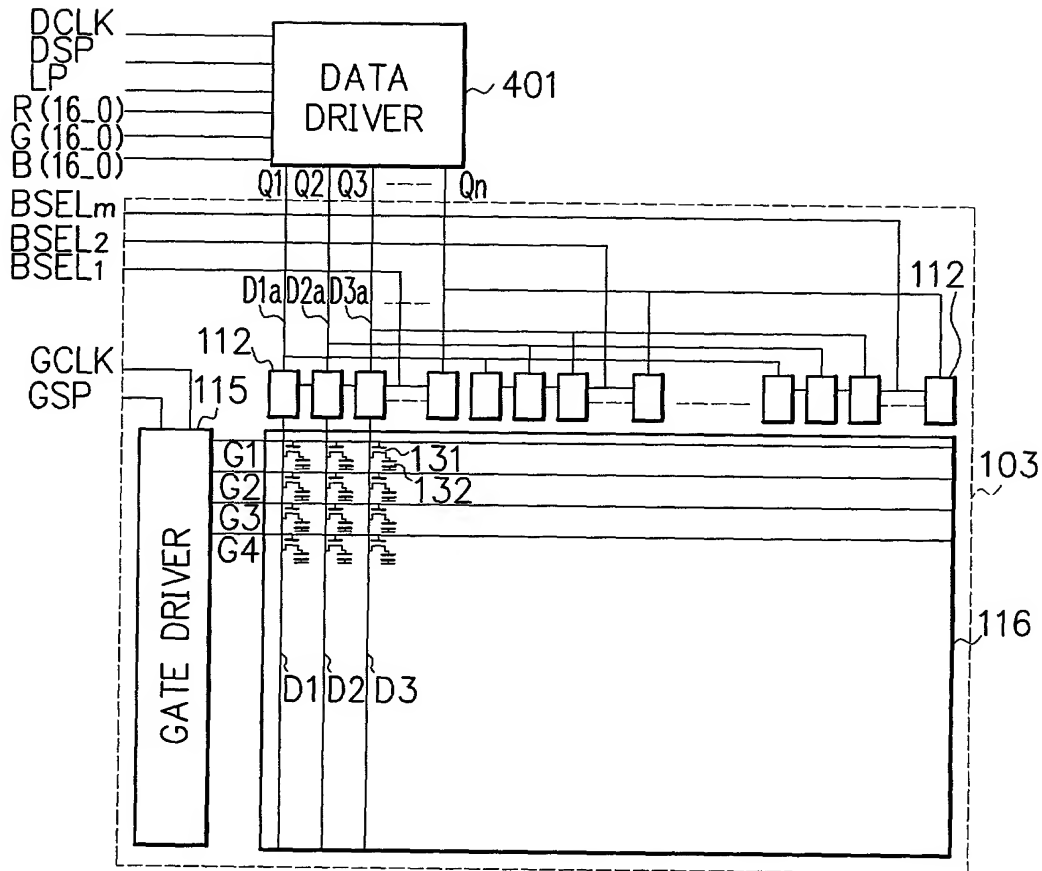 DCLK
DSP
LP
R(16_0)
G(16_0)
B(16_0)
DATA
DRIVER
401
Q1 Q2 Q3 Qn
BSELm
BSEL2
BSEL1
D1a D2a D3a
112
112
GCLK
GSP
115
G1
G2
G3
G4
131
132
103
116
GATE DRIVER
D1 D2 D3